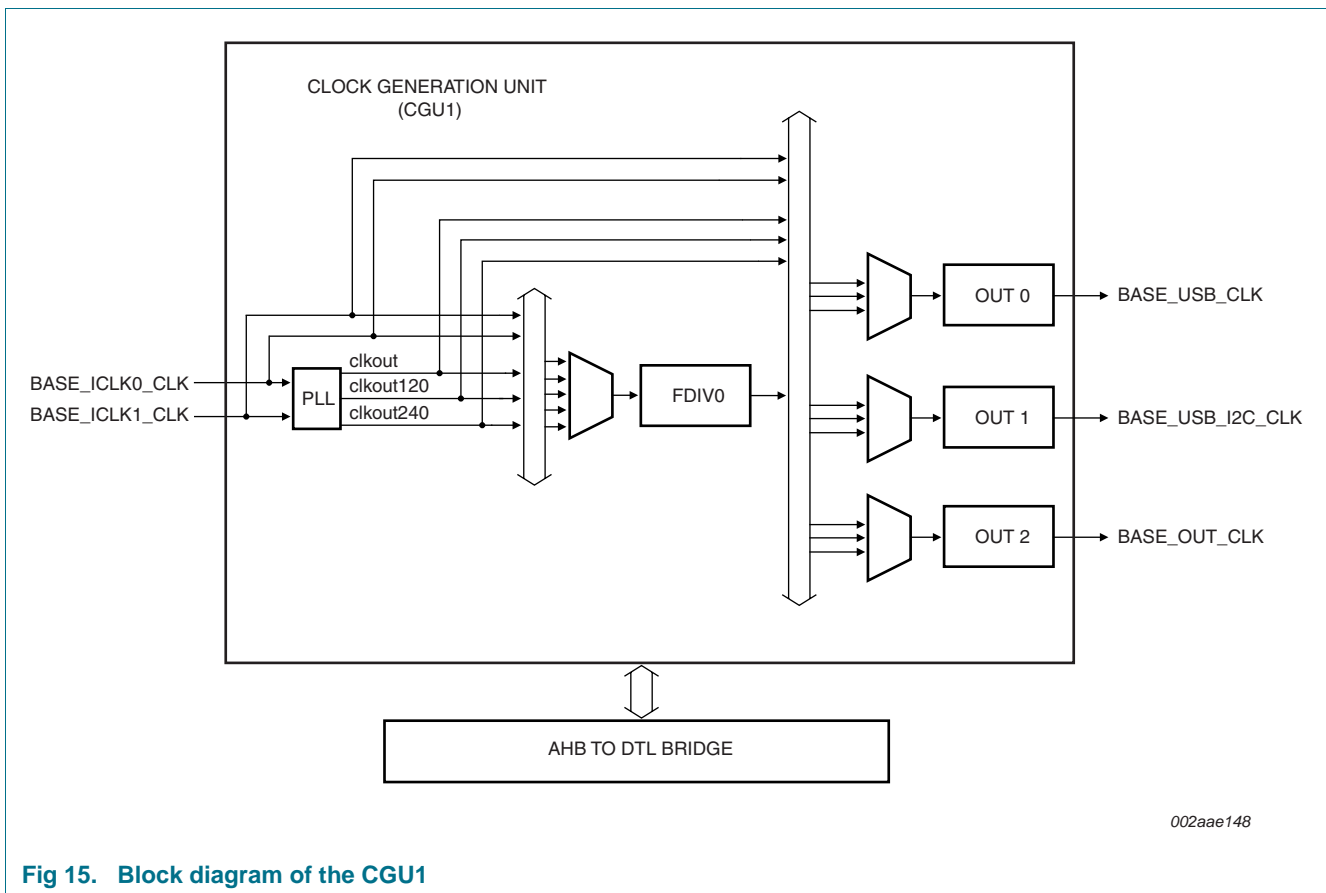 CLOCK GENERATION UNIT
(CGU1)
BASE_ICLK0_CLK
BASE_ICLK1_CLK
PLL
clkout
clkout120
clkout240
FDIV0
OUT 0
BASE_USB_CLK
OUT 1
BASE_USB_I2C_CLK
OUT 2
BASE_OUT_CLK
AHB TO DTL BRIDGE
002aae148
Fig 15. Block diagram of the CGU1